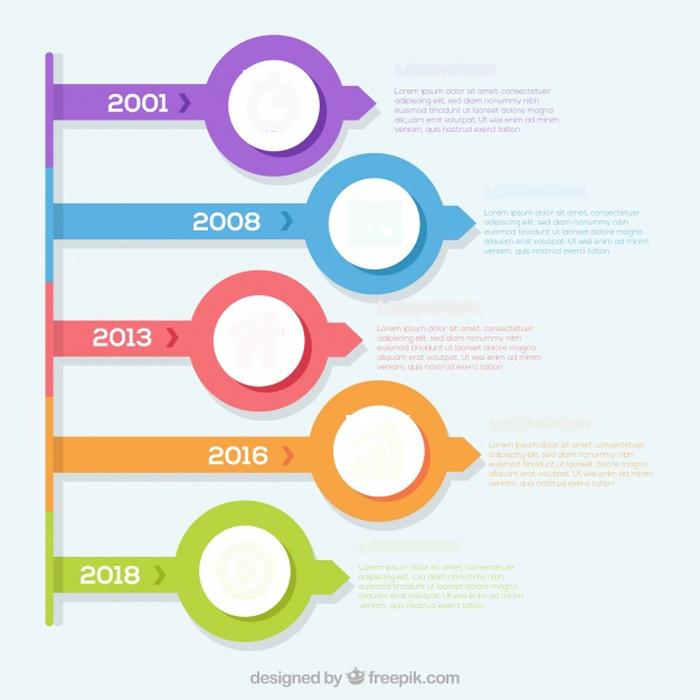 2001
Lorem ipsum dolor sit amet, consectetuer
adipiscing elit, sed diam nonummy nibh
euismod tincidunt ut laoreet dolore magna
aliquam erat volutpat. Ut wisi enim ad minim
veniam, quis nostrud exerci tation
2008
Lorem ipsum dolor sit amet, consectetuer
adipiscing elit, sed diam nonummy nibh
euismod tincidunt ut laoreet dolore magna
aliquam erat volutpat. Ut wisi enim ad minim
veniam, quis nostrud exerci tation
2013
Lorem ipsum dolor sit amet, consectetuer
adipiscing elit, sed diam nonummy nibh
euismod tincidunt ut laoreet dolore magna
aliquam erat volutpat. Ut wisi enim ad minim
veniam, quis nostrud exerci tation
2016
Lorem ipsum dolor sit amet, consectetuer
adipiscing elit, sed diam nonummy nibh
euismod tincidunt ut laoreet dolore magna
aliquam erat volutpat. Ut wisi enim ad minim
veniam, quis nostrud exerci tation
2018
Lorem ipsum dolor sit amet, consectetuer
adipiscing elit, sed diam nonummy nibh
euismod tincidunt ut laoreet dolore magna
aliquam erat volutpat. Ut wisi enim ad minim
veniam, quis nostrud exerci tation
designed by freepik.com